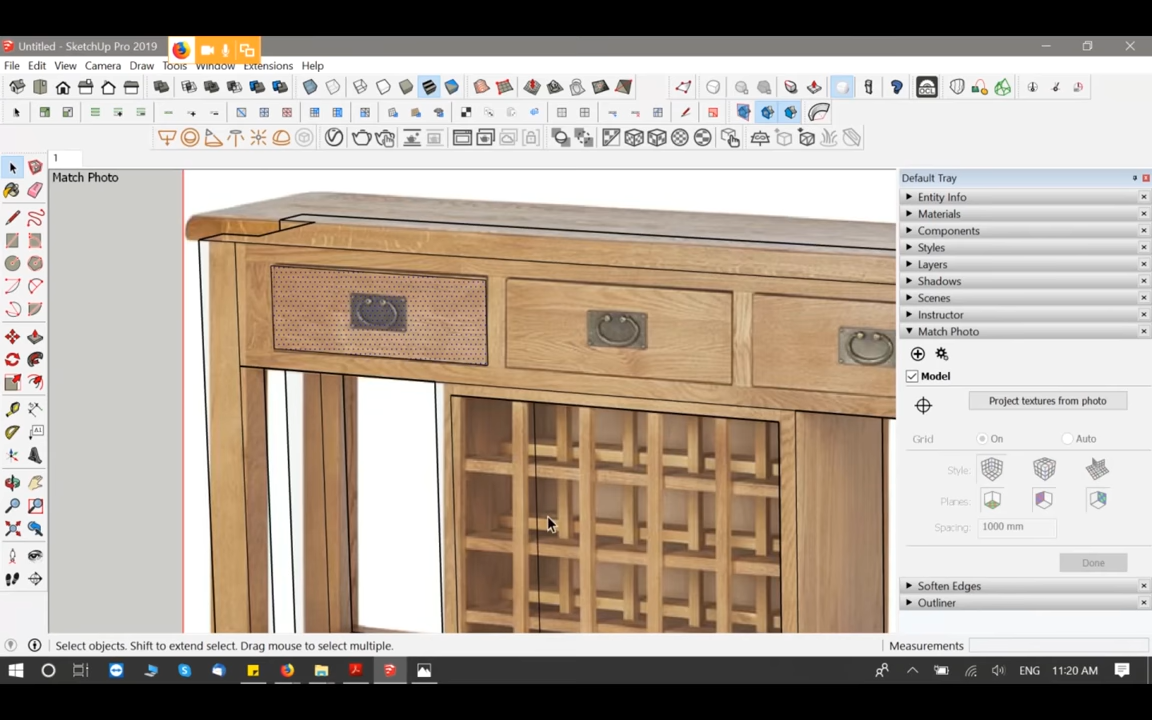 Untitled - SketchUp Pro 2019
File Edit View Camera Draw Tools Window Extensions Help
1
Match Photo
Default Tray
Entity Info
Materials
Components
Styles
Layers
Shadows
Scenes
Instructor
Match Photo
Model
Project textures from photo
Grid On Auto
Style:
Planes:
Spacing: 1000 mm
Done
Soften Edges
Outliner
Select objects. Shift to extend select. Drag mouse to select multiple.
Measurements
ENG 11:20 AM